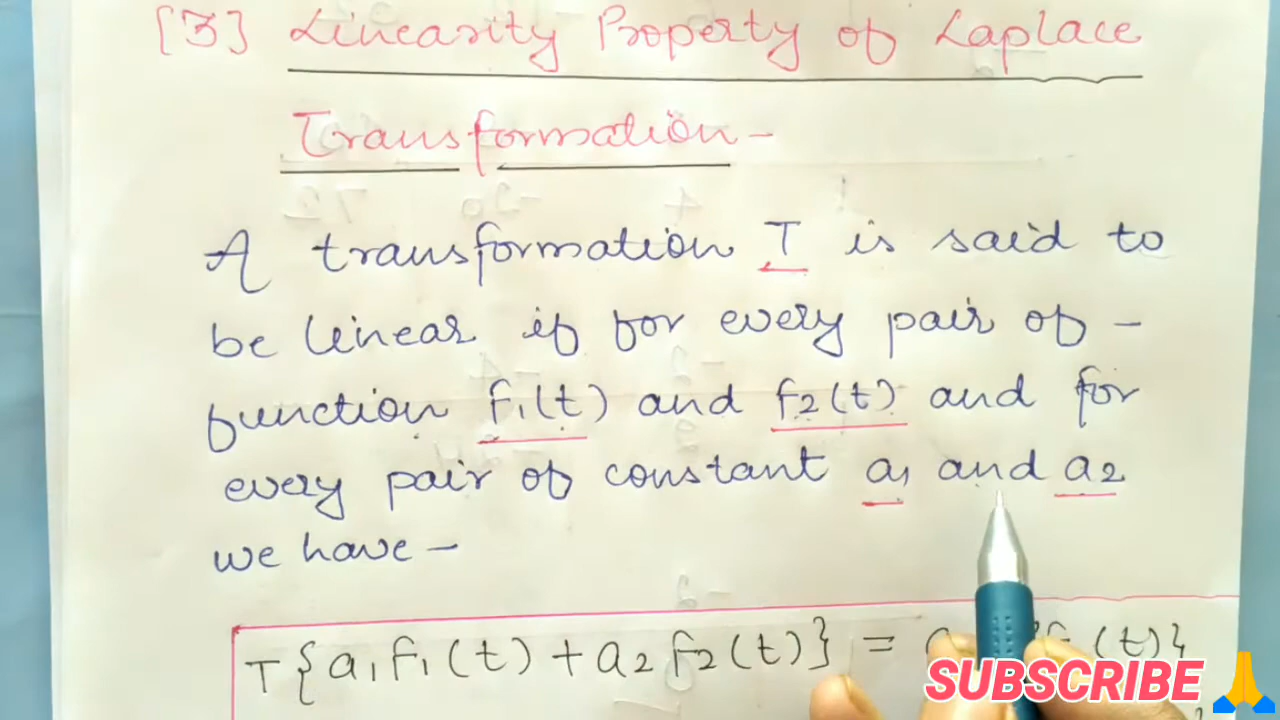 [3] Linearity Property of Laplace
Transformation -
A transformation T is said to
be linear if for every pair of -
function f1(t) and f2(t) and for
every pair of constant a1 and a2
we have -
T{a1f1(t) + a2f2(t)} =
(t)}
SUBSCRIBE